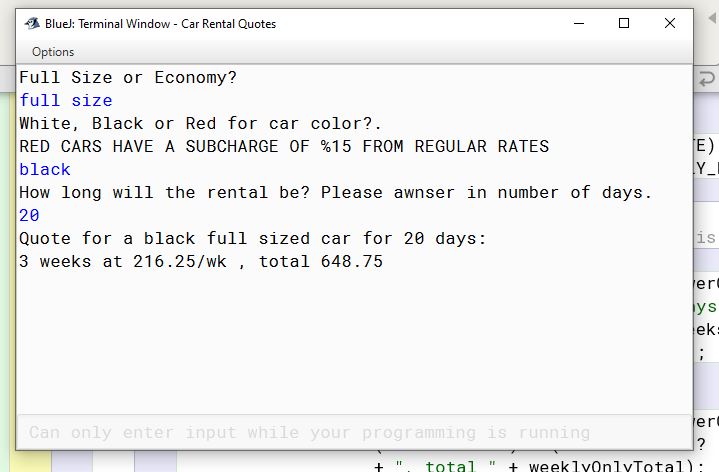 BlueJ: Terminal Window - Car Rental Quotes
Options
Full Size or Economy?
full size
White, Black or Red for car color?.
RED CARS HAVE A SUBCHARGE OF %15 FROM REGULAR RATES
black
How long will the rental be? Please awnser in number of days.
20
Quote for a black full sized car for 20 days:
3 weeks at 216.25/wk , total 648.75
Can only enter input while your programming is running
+ ", total " + weeklyOnlyTotal);